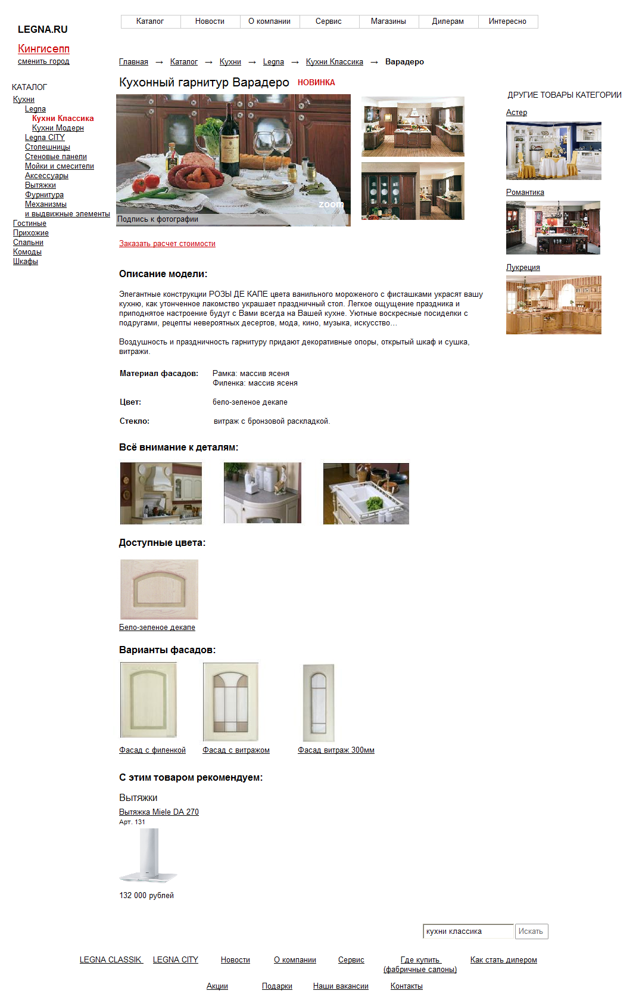 Каталог Новости О компании Сервис Магазины Дилерам Интересно
LEGNA.RU
Кингисепп
сменить город
Главная → Каталог → Кухни → Legna → Кухни Классика → Варадеро
КАТАЛОГ
Кухни
Legna
Кухни Классика
Кухни Модерн
Legna CITY
Столешницы
Стеновые панели
Мойки и смесители
Аксессуары
Вытяжки
Фурнитура
Механизмы
и выдвижные элементы
Гостиные
Прихожие
Спальни
Комоды
Шкафы
Кухонный гарнитур Варадеро НОВИНКА
zoom
Подпись к фотографии
Заказать расчет стоимости
Описание модели:
Элегантные конструкции РОЗЫ ДЕ КАПЕ цвета ванильного мороженого с фисташками украсят вашу
кухню, как утонченное лакомство украшает праздничный стол. Легкое ощущение праздника и
приподнятое настроение будут с Вами всегда на Вашей кухне. Уютные воскресные посиделки с
подругами, рецепты невероятных десертов, мода, кино, музыка, искусство...
Воздушность и праздничность гарнитуру придают декоративные опоры, открытый шкаф и сушка,
витражи.
Материал фасадов: Рамка: массив ясеня
Филенка: массив ясеня
Цвет: бело-зеленое декапе
Стекло: витраж с бронзовой раскладкой.
Всё внимание к деталям:
Доступные цвета:
Бело-зеленое декапе
Варианты фасадов:
Фасад с филенкой Фасад с витражом Фасад витраж 300мм
С этим товаром рекомендуем:
Вытяжки
Вытяжка Miele DA 270
Арт. 131
132 000 рублей
ДРУГИЕ ТОВАРЫ КАТЕГОРИИ
Астер
Романтика
Лукреция
кухни классика Искать
LEGNA CLASSIK LEGNA CITY Новости О компании Сервис Где купить Как стать дилером
(фабричные салоны)
Акции Подарки Наши вакансии Контакты